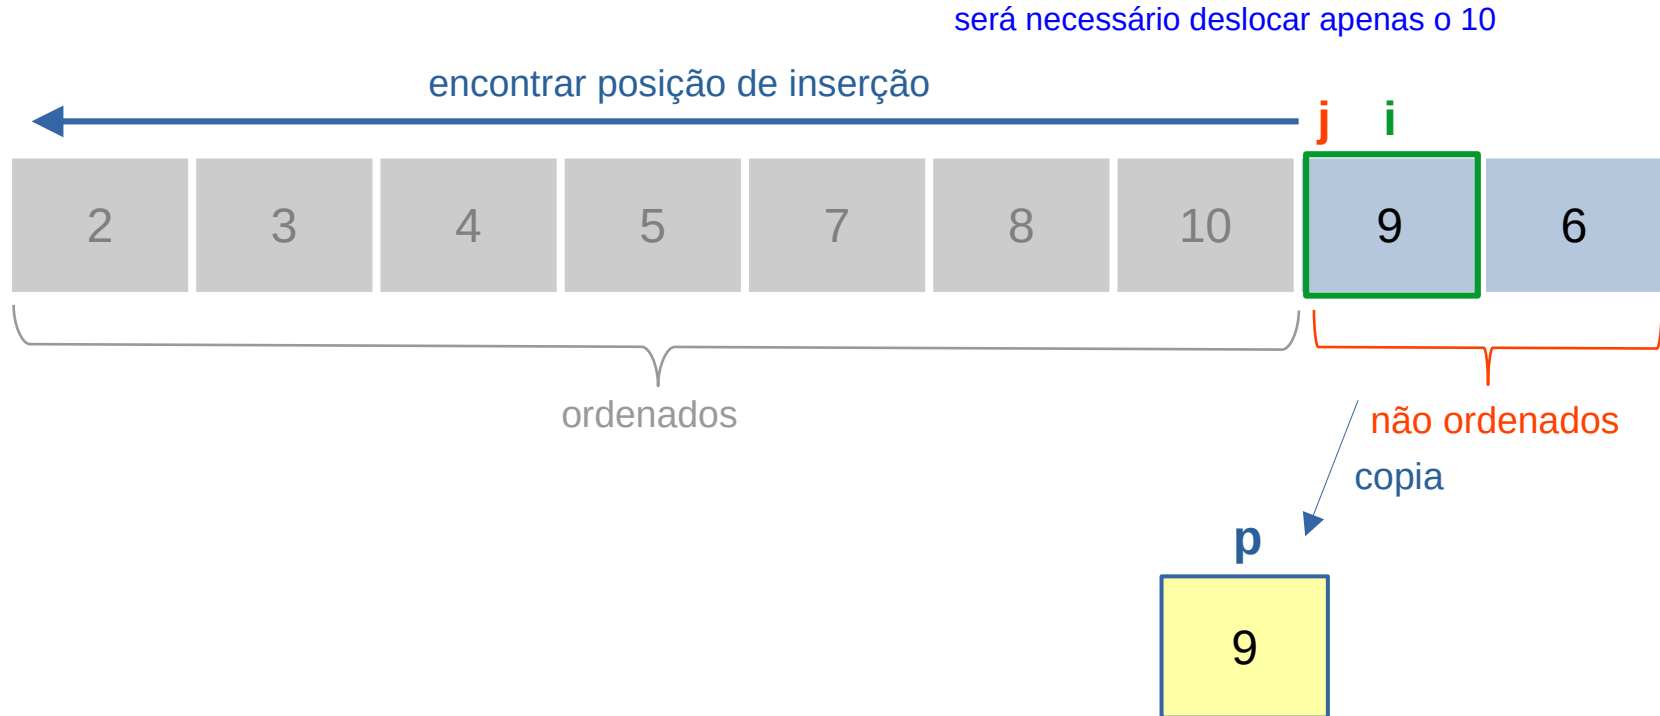 será necessário deslocar apenas o 10
encontrar posição de inserção
j i
2 3 4 5 7 8 10 9 6
ordenados
não ordenados
copia
p
9